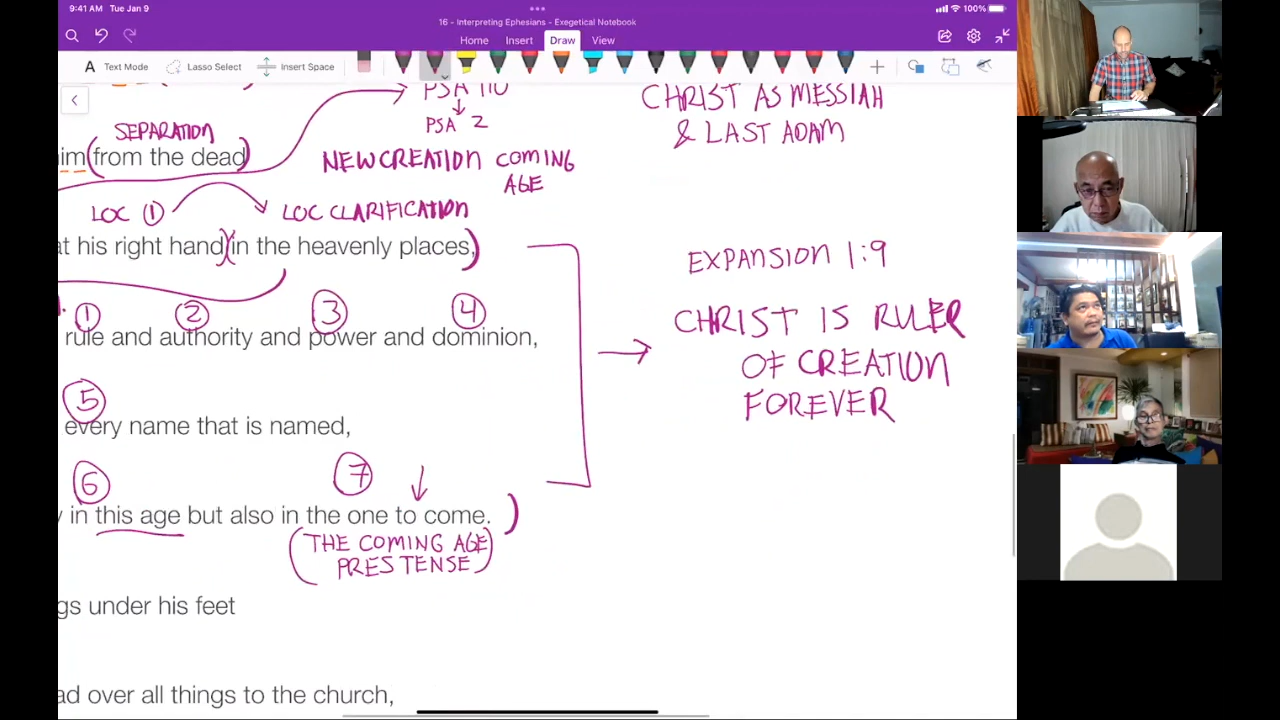 9:41 AM Tue Jan 9
100%
16 - Interpreting Ephesians - Exegetical Notebook
Home Insert Draw View
Text Mode Lasso Select Insert Space
PSA 110
PSA 2
CHRIST AS MESSIAH
& LAST ADAM
SEPARATION
(from the dead)
NEW CREATION COMING
AGE
LOC ① LOC CLARIFICATION
at his right hand)(in the heavenly places,)
EXPANSION 1:9
① ② ③ ④
rule and authority and power and dominion,
CHRIST IS RULER
OF CREATION
FOREVER
⑤
every name that is named,
⑥ ⑦
in this age but also in the one to come. )
(THE COMING AGE
PRES TENSE)
under his feet
over all things to the church,